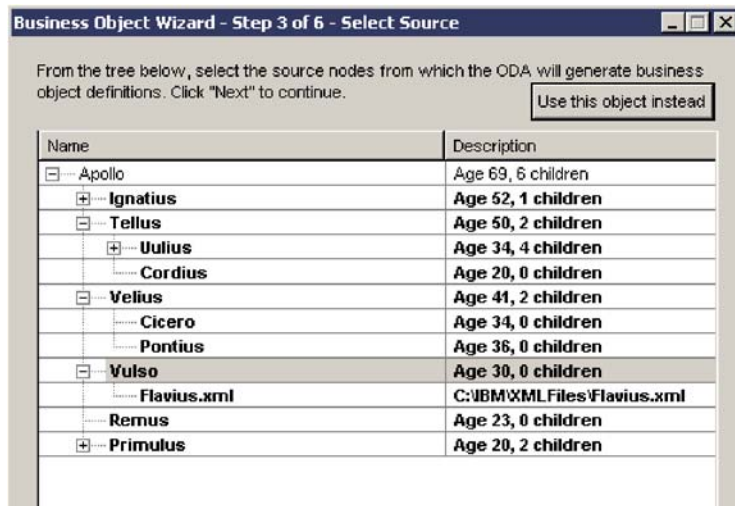 Business Object Wizard - Step 3 of 6 - Select Source
From the tree below, select the source nodes from which the ODA will generate business
object definitions. Click "Next" to continue.
Use this object instead
Name Description
Apollo Age 69, 6 children
Ignatius Age 52, 1 children
Tellus Age 50, 2 children
Uulius Age 34, 4 children
Cordius Age 20, 0 children
Velius Age 41, 2 children
Cicero Age 34, 0 children
Pontius Age 36, 0 children
Vulso Age 30, 0 children
Flavius.xml C:\IBM\XMLFiles\Flavius.xml
Remus Age 23, 0 children
Primulus Age 20, 2 children